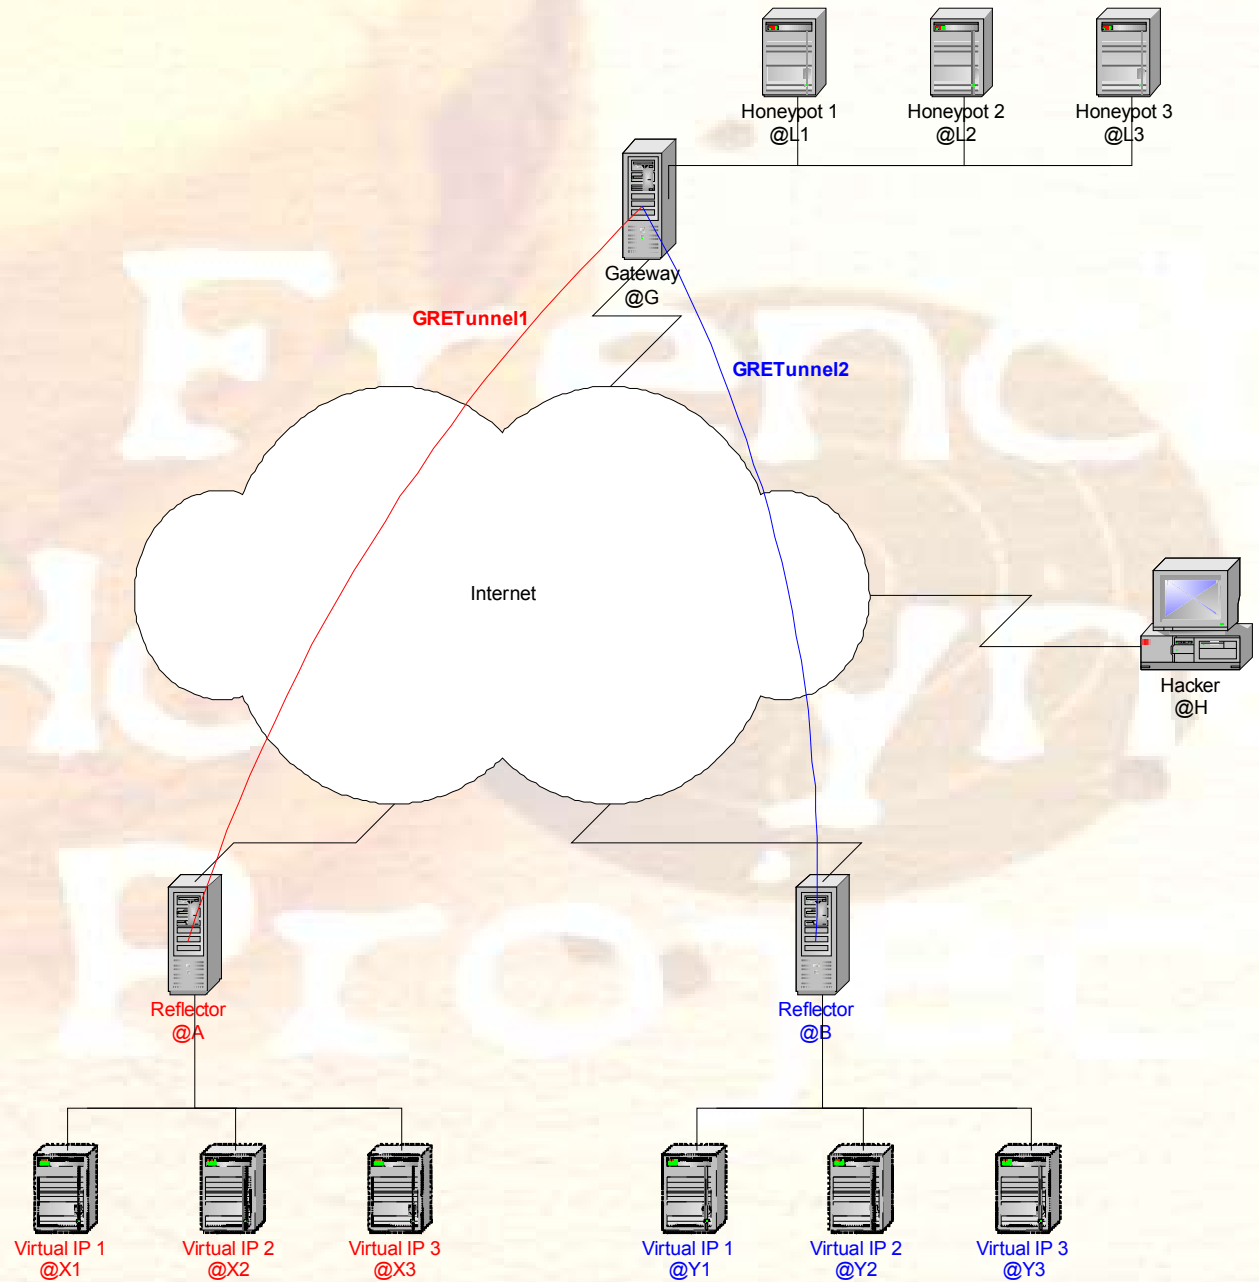 Honeypot 1
@L1
Honeypot 2
@L2
Honeypot 3
@L3
Gateway
@G
GRETunnel1
GRETunnel2
Internet
Hacker
@H
Reflector
@A
Reflector
@B
Virtual IP 1
@X1
Virtual IP 2
@X2
Virtual IP 3
@X3
Virtual IP 1
@Y1
Virtual IP 2
@Y2
Virtual IP 3
@Y3